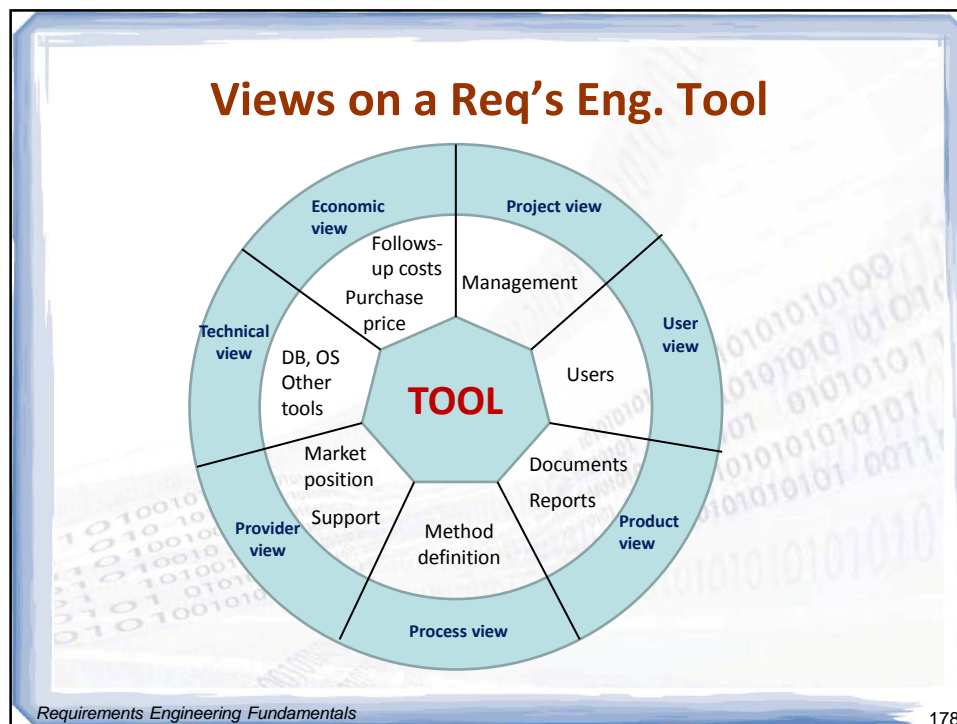 Views on a Req's Eng. Tool
Economic
view
Project view
Follows-
up costs
Purchase
price
Management
Technical
view
User
view
DB, OS
Other
tools
Users
TOOL
Market
position
Support
Documents
Reports
Provider
view
Method
definition
Product
view
Process view
Requirements Engineering Fundamentals
178